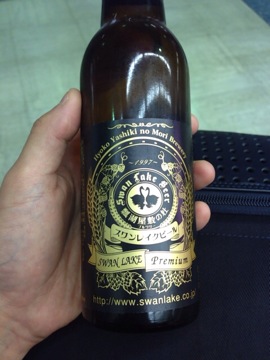 Hyoko Yashiki no Mori Brewery
~1997~
Swan Lake Beer
瓢湖屋敷の杜
スワンレイクビール
SWAN LAKE Premium
http://www.swanlake.co.jp